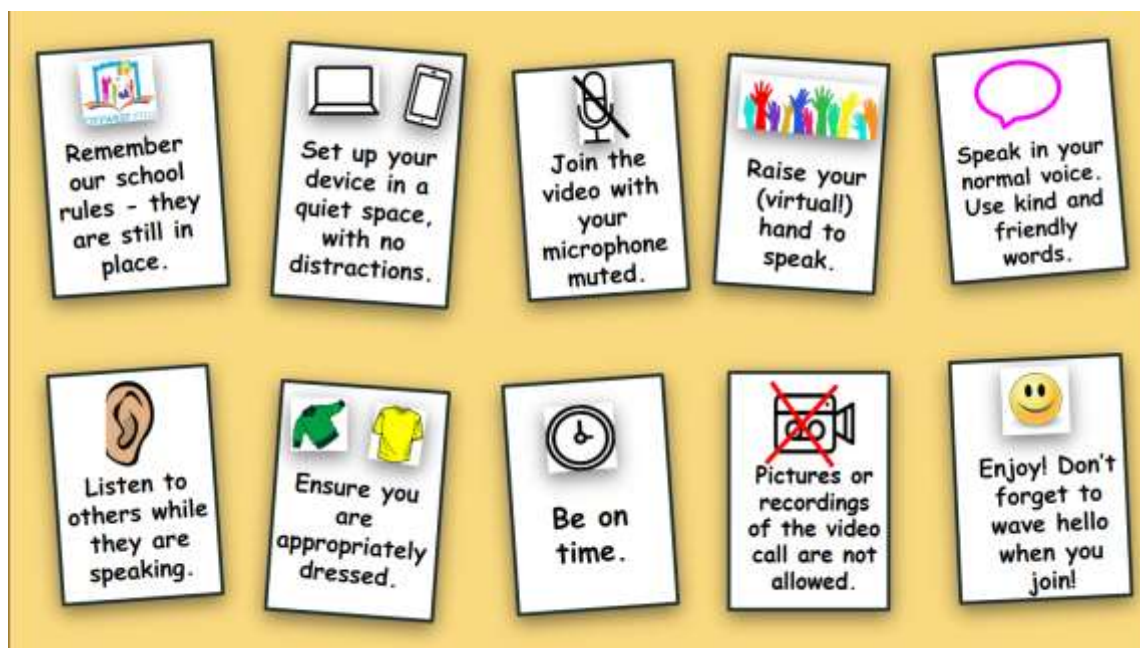 Remember
our school
rules - they
are still in
place.
Set up your
device in a
quiet space,
with no
distractions.
Join the
video with
your
microphone
muted.
Raise your
(virtual!)
hand to
speak.
Speak in your
normal voice.
Use kind and
friendly
words.
Listen to
others while
they are
speaking.
Ensure you
are
appropriately
dressed.
Be on
time.
Pictures or
recordings
of the video
call are not
allowed.
Enjoy! Don't
forget to
wave hello
when you
join!